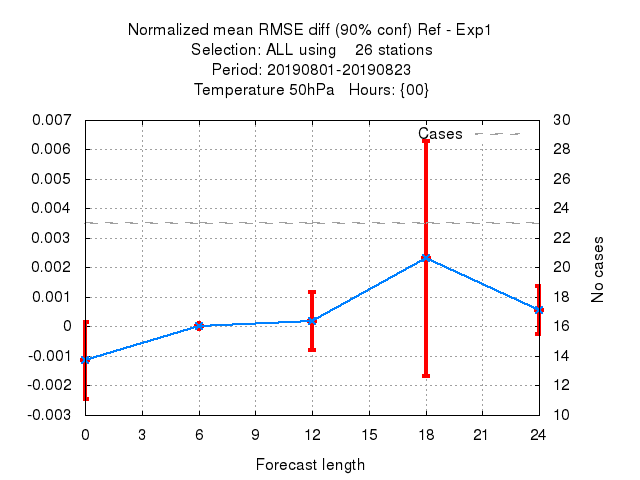 Normalized mean RMSE diff (90% conf) Ref - Exp1
Selection: ALL using 26 stations
Period: 20190801-20190823
Temperature 50hPa Hours: {00}
Cases
0.007
0.006
0.005
0.004
0.003
0.002
0.001
0
-0.001
-0.002
-0.003
30
28
26
24
22
20
18
16
14
12
10
No cases
0 3 6 9 12 15 18 21 24
Forecast length